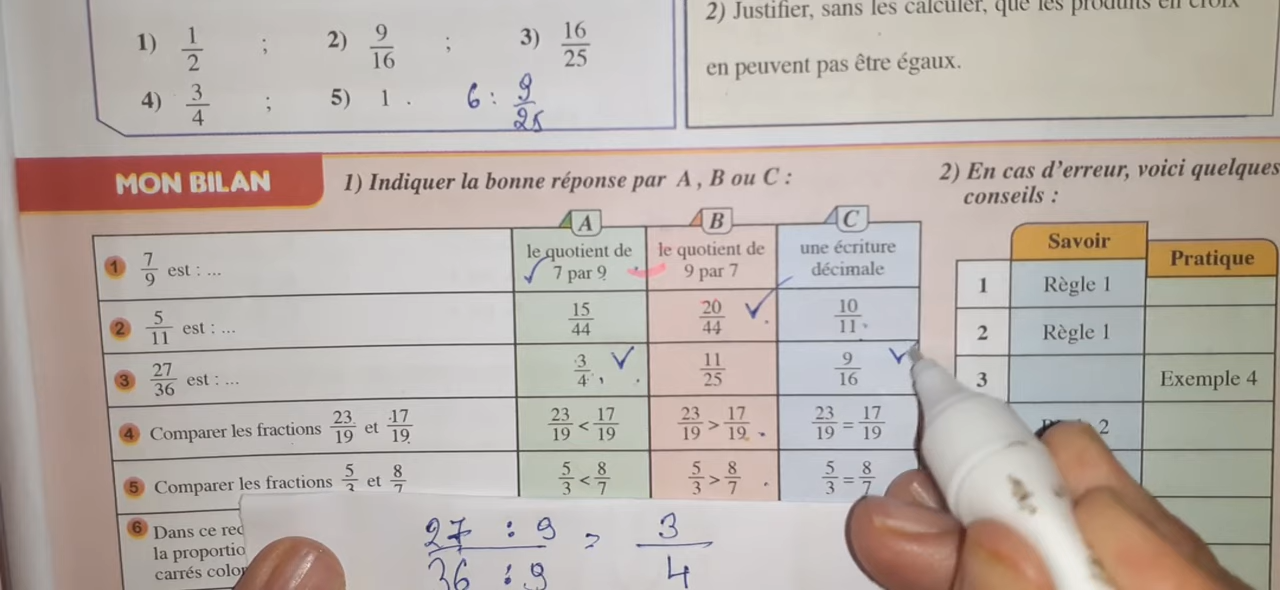 1) 1/2 ; 2) 9/16 ; 3) 16/25
4) 3/4 ; 5) 1 . 6 : 9/25
2) Justifier, sans les calculer, que les produits en croix
en peuvent pas être égaux.
MON BILAN
1) Indiquer la bonne réponse par A , B ou C :
A B C
1 7/9 est : ... le quotient de 7 par 9 le quotient de 9 par 7 une écriture décimale
2 5/11 est : ... 15/44 20/44 10/11
3 27/36 est : ... 3/4 11/25 9/16
4 Comparer les fractions 23/19 et 17/19 23/19 < 17/19 23/19 > 17/19 23/19 = 17/19
5 Comparer les fractions 5/3 et 8/7 5/3 < 8/7 5/3 > 8/7 5/3 = 8/7
6 Dans ce
la
carrés
27 : 9 / 36 : 9 = 3/4
2) En cas d'erreur, voici quelques
conseils :
Savoir Pratique
1 Règle 1
2 Règle 1
3 Exemple 4
2